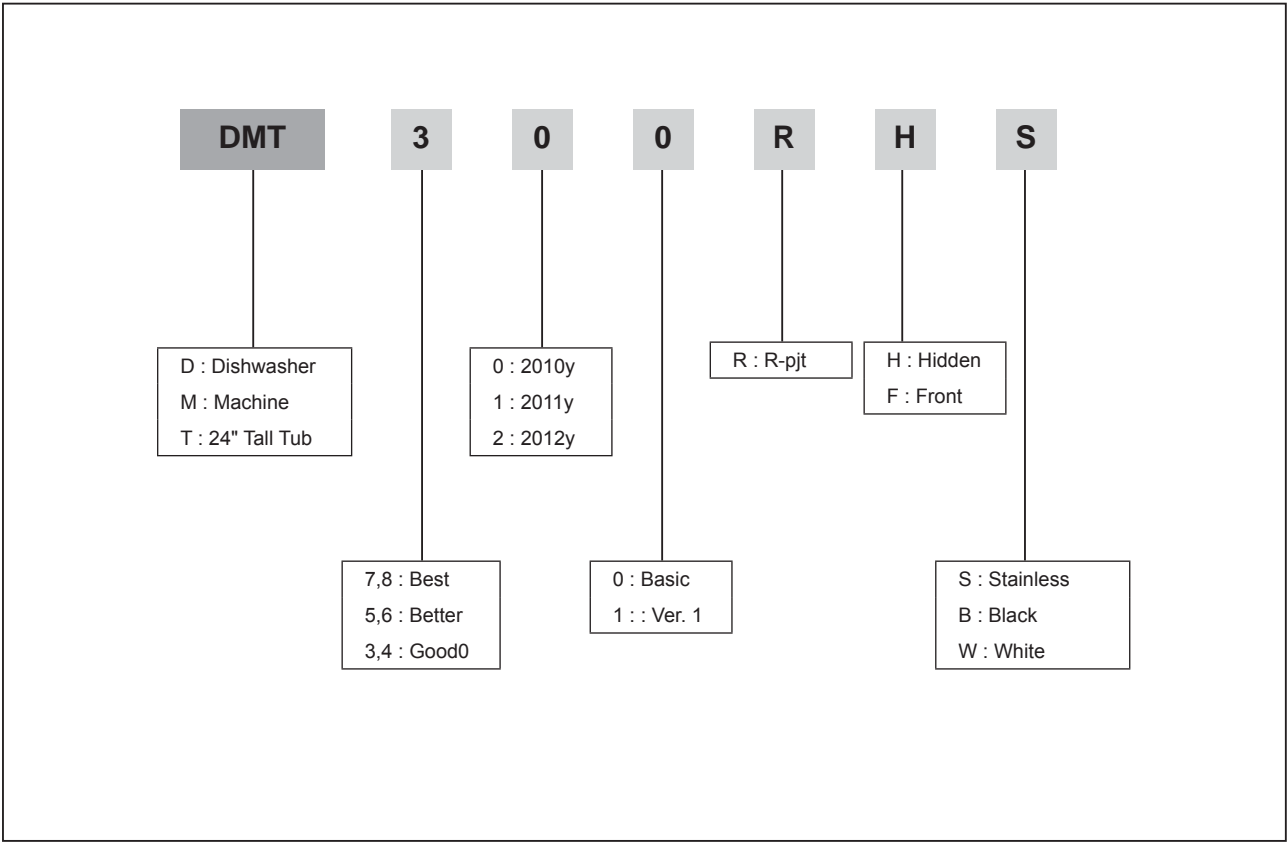 DMT 3 0 0 R H S
D : Dishwasher
M : Machine
T : 24" Tall Tub
0 : 2010y
1 : 2011y
2 : 2012y
R : R-pjt
H : Hidden
F : Front
7,8 : Best
5,6 : Better
3,4 : Good0
0 : Basic
1 : : Ver. 1
S : Stainless
B : Black
W : White